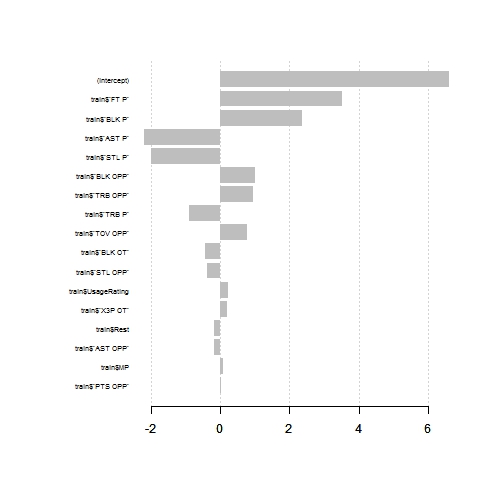 (Intercept)
train$`FT P`
train$`BLK P`
train$`AST P`
train$`STL P`
train$`BLK OPP`
train$`TRB OPP`
train$`TRB P`
train$`TOV OPP`
train$`BLK OT`
train$`STL OPP`
train$UsageRating
train$`X3P OT`
train$Rest
train$`AST OPP`
train$MP
train$`PTS OPP`
-2 0 2 4 6